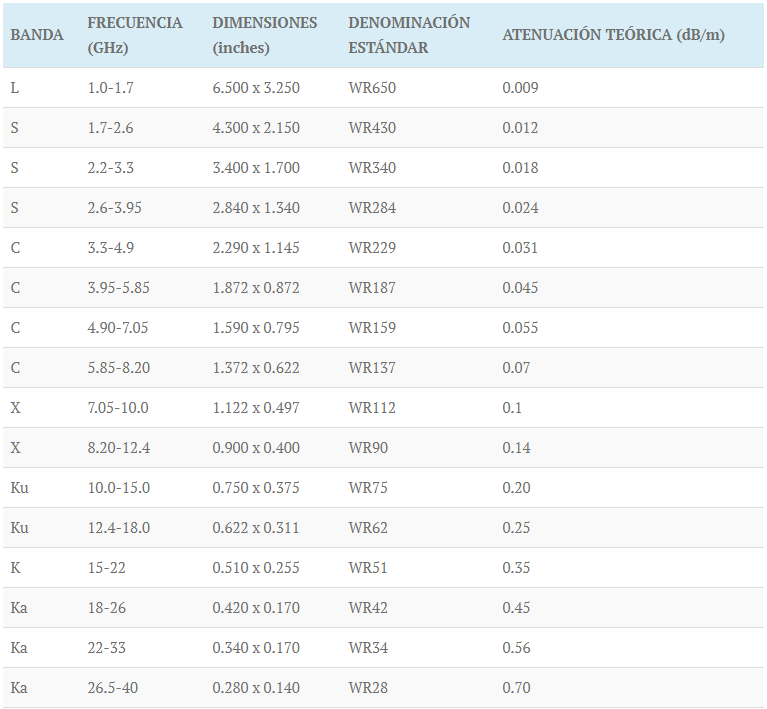 BANDA FRECUENCIA (GHz) DIMENSIONES (inches) DENOMINACIÓN ESTÁNDAR ATENUACIÓN TEÓRICA (dB/m)
L 1.0-1.7 6.500 x 3.250 WR650 0.009
S 1.7-2.6 4.300 x 2.150 WR430 0.012
S 2.2-3.3 3.400 x 1.700 WR340 0.018
S 2.6-3.95 2.840 x 1.340 WR284 0.024
C 3.3-4.9 2.290 x 1.145 WR229 0.031
C 3.95-5.85 1.872 x 0.872 WR187 0.045
C 4.90-7.05 1.590 x 0.795 WR159 0.055
C 5.85-8.20 1.372 x 0.622 WR137 0.07
X 7.05-10.0 1.122 x 0.497 WR112 0.1
X 8.20-12.4 0.900 x 0.400 WR90 0.14
Ku 10.0-15.0 0.750 x 0.375 WR75 0.20
Ku 12.4-18.0 0.622 x 0.311 WR62 0.25
K 15-22 0.510 x 0.255 WR51 0.35
Ka 18-26 0.420 x 0.170 WR42 0.45
Ka 22-33 0.340 x 0.170 WR34 0.56
Ka 26.5-40 0.280 x 0.140 WR28 0.70